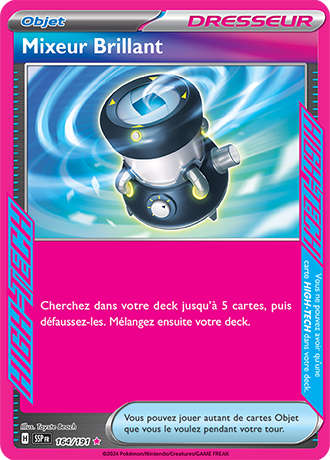 Objet
DRESSEUR
Mixeur Brillant
HIGH-TECH
HIGH-TECH
Vous ne pouvez avoir qu'une
carte HIGH-TECH dans votre deck.
Cherchez dans votre deck jusqu'à 5 cartes, puis
défaussez-les. Mélangez ensuite votre deck.
Illus. Toyste Beach
H SSP FR 164/191
Vous pouvez jouer autant de cartes Objet
que vous le voulez pendant votre tour.
©2024 Pokémon/Nintendo/Creatures/GAME FREAK